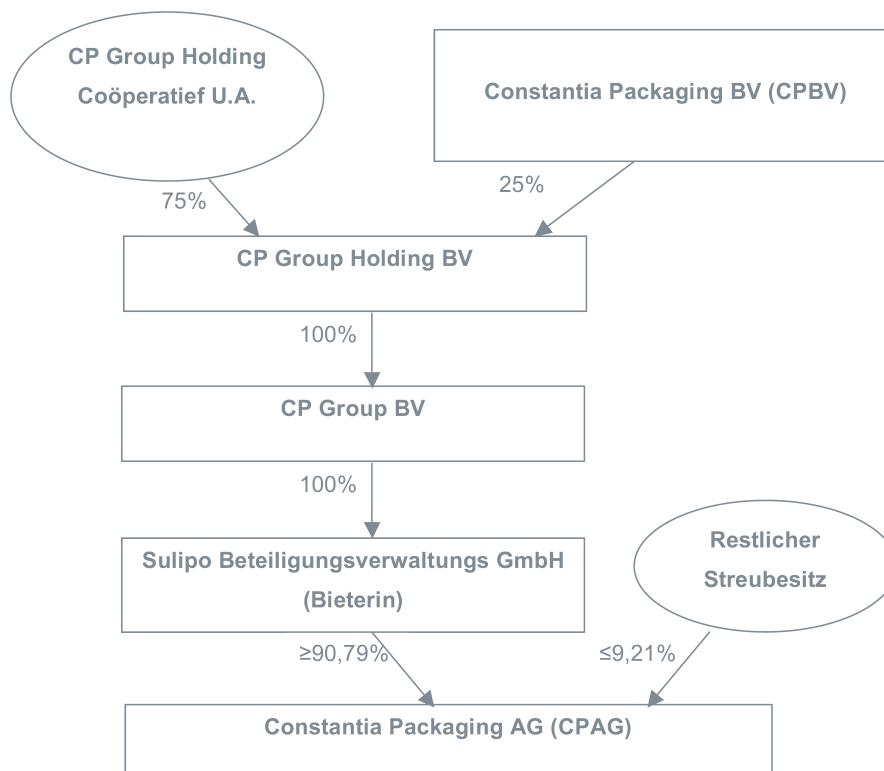 CP Group Holding
Coöperatief U.A.
Constantia Packaging BV (CPBV)
75%
25%
CP Group Holding BV
100%
CP Group BV
100%
Sulipo Beteiligungsverwaltungs GmbH
(Bieterin)
Restlicher
Streubesitz
≥90,79%
≤9,21%
Constantia Packaging AG (CPAG)